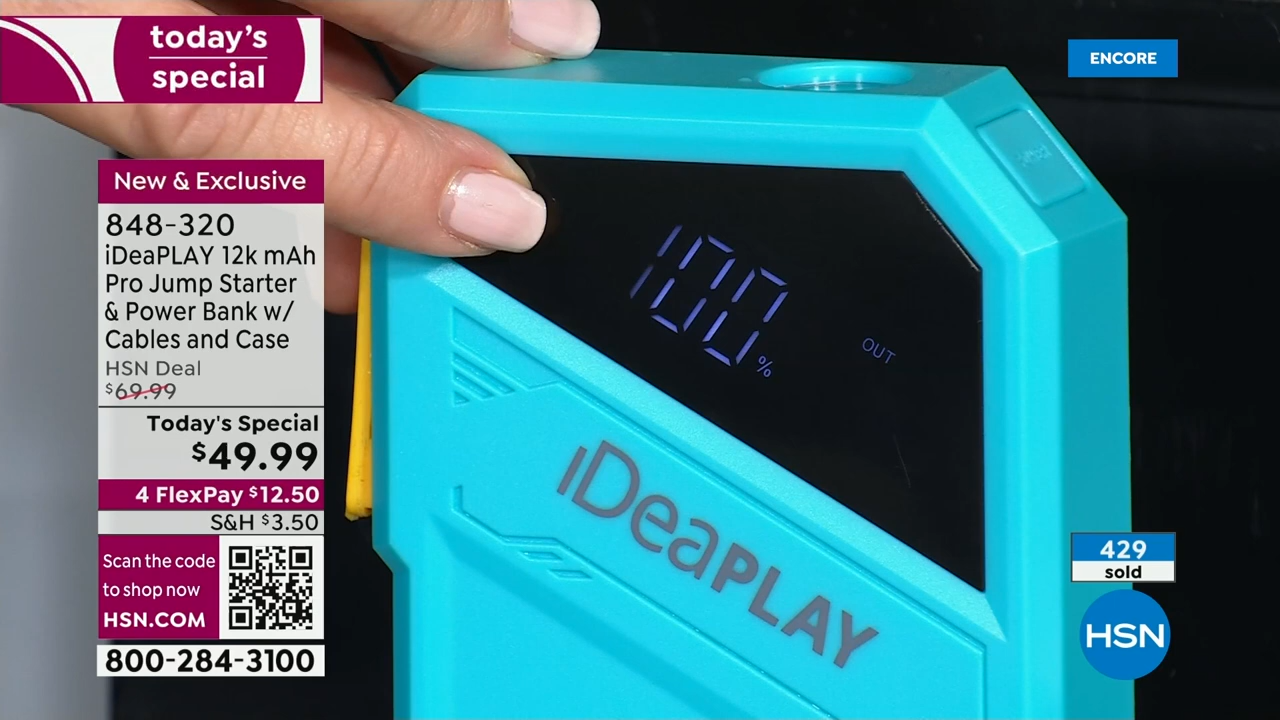 today's
special
ENCORE
New & Exclusive
848-320
iDeaPLAY 12k mAh
Pro Jump Starter
& Power Bank w/
Cables and Case
HSN Deal
$69.99
Today's Special
$49.99
4 FlexPay $12.50
S&H $3.50
Scan the code
to shop now
HSN.COM
800-284-3100
100%
OUT
iDeaPLAY
429
sold
HSN